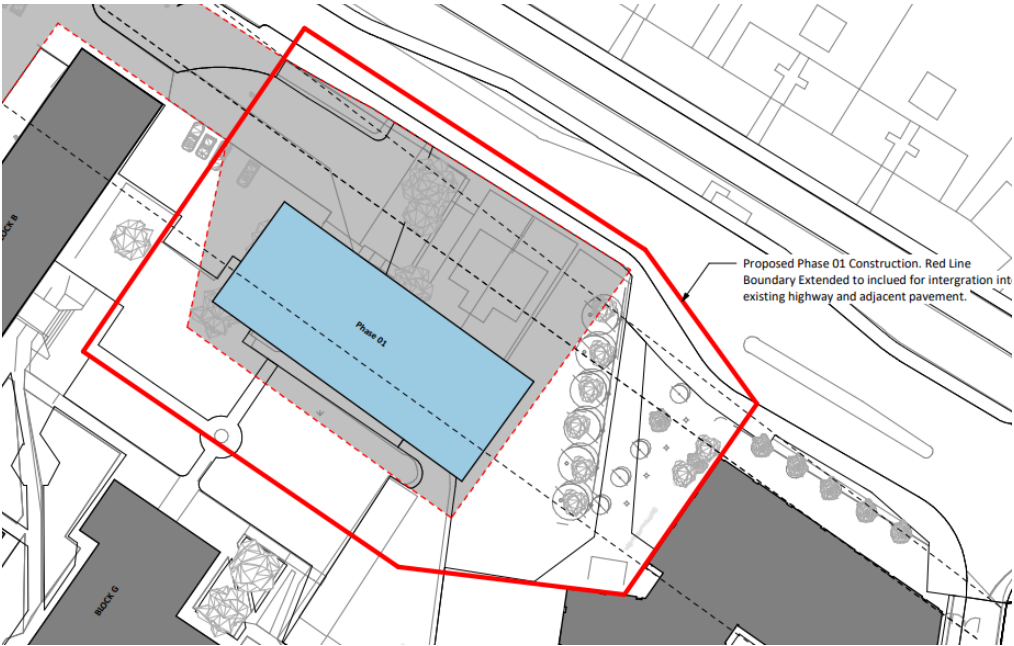 Proposed Phase 01 Construction. Red Line
Boundary Extended to inclued for intergration int
existing highway and adjacent pavement.
Phase 01
OCK B
BLOCK G